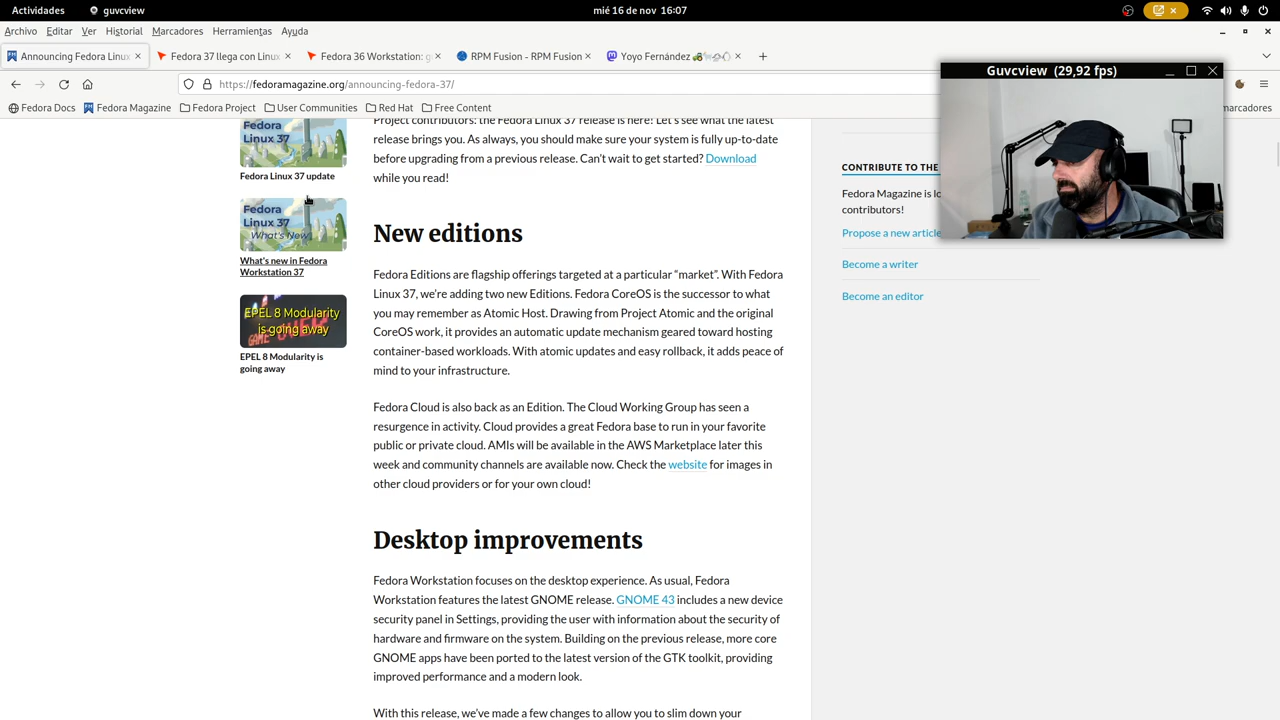 Actividades guvcview mié 16 de nov 16:07
Archivo Editar Ver Historial Marcadores Herramientas Ayuda
Announcing Fedora Linux
Fedora 37 llega con Linux
Fedora 36 Workstation: g
RPM Fusion - RPM Fusion
Yoyo Fernández
https://fedoramagazine.org/announcing-fedora-37/
Guvcview (29,92 fps)
Fedora Docs Fedora Magazine Fedora Project User Communities Red Hat Free Content
marcadores
Fedora
Linux 37
Fedora Linux 37 update
Fedora
Linux 37
What's New
What's new in Fedora
Workstation 37
EPEL 8 Modularity
is going away
EPEL 8 Modularity is
going away
Project contributors: the Fedora Linux 37 release is here! Let's see what the latest
release brings you. As always, you should make sure your system is fully up-to-date
before upgrading from a previous release. Can't wait to get started? Download
while you read!
New editions
Fedora Editions are flagship offerings targeted at a particular “market”. With Fedora
Linux 37, we're adding two new Editions. Fedora CoreOS is the successor to what
you may remember as Atomic Host. Drawing from Project Atomic and the original
CoreOS work, it provides an automatic update mechanism geared toward hosting
container-based workloads. With atomic updates and easy rollback, it adds peace of
mind to your infrastructure.
Fedora Cloud is also back as an Edition. The Cloud Working Group has seen a
resurgence in activity. Cloud provides a great Fedora base to run in your favorite
public or private cloud. AMIs will be available in the AWS Marketplace later this
week and community channels are available now. Check the website for images in
other cloud providers or for your own cloud!
Desktop improvements
Fedora Workstation focuses on the desktop experience. As usual, Fedora
Workstation features the latest GNOME release. GNOME 43 includes a new device
security panel in Settings, providing the user with information about the security of
hardware and firmware on the system. Building on the previous release, more core
GNOME apps have been ported to the latest version of the GTK toolkit, providing
improved performance and a modern look.
With this release, we've made a few changes to allow you to slim down your
CONTRIBUTE TO THE
Fedora Magazine is lo
contributors!
Propose a new article
Become a writer
Become an editor